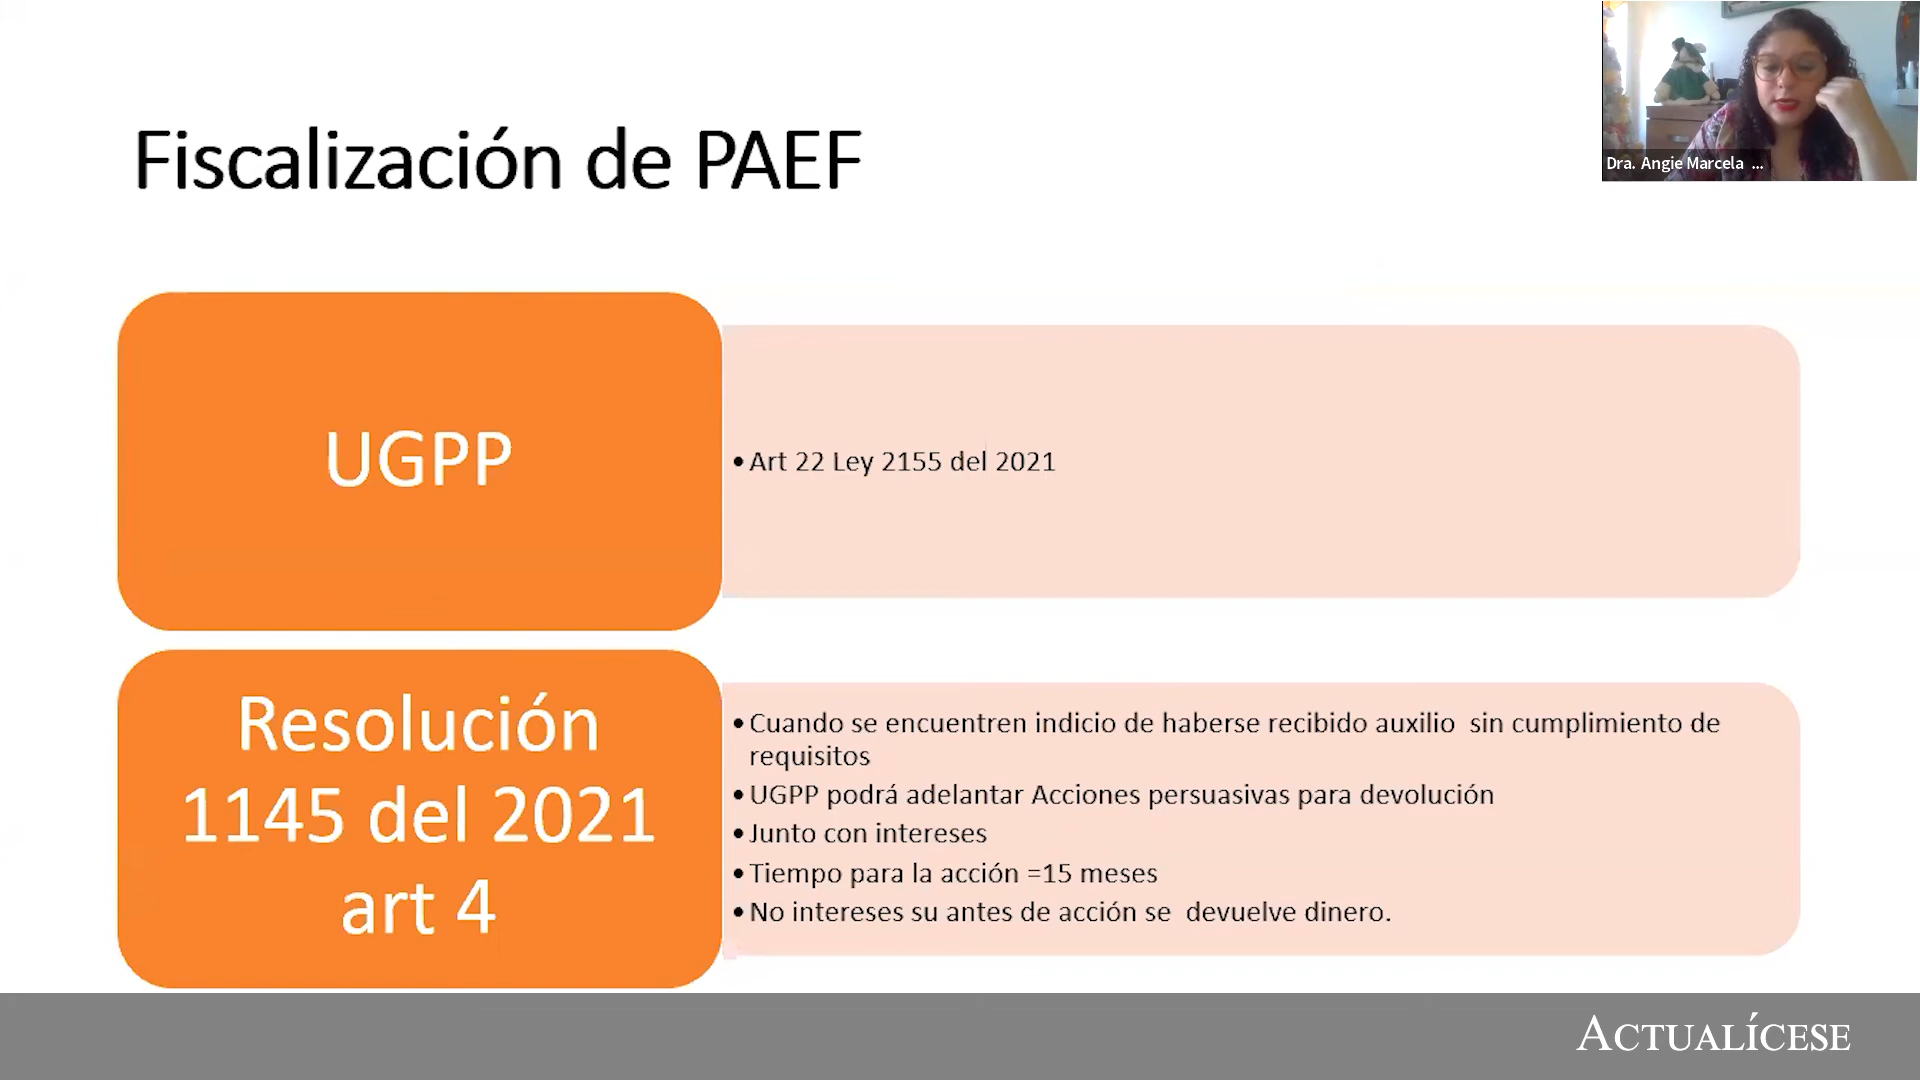 Fiscalización de PAEF
Dra. Angie Marcela ...
UGPP
•Art 22 Ley 2155 del 2021
Resolución
1145 del 2021
art 4
•Cuando se encuentren indicio de haberse recibido auxilio  sin cumplimiento de
requisitos
•UGPP podrá adelantar Acciones persuasivas para devolución
•Junto con intereses
•Tiempo para la acción =15 meses
•No intereses su antes de acción se  devuelve dinero.
ACTUALÍCESE